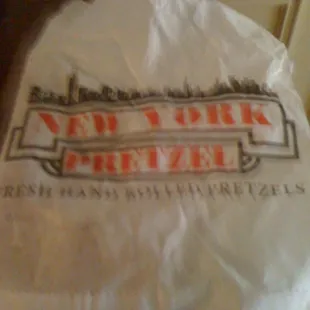 NEW YORK
PRETZEL
FRESH HAND ROLLED PRETZELS